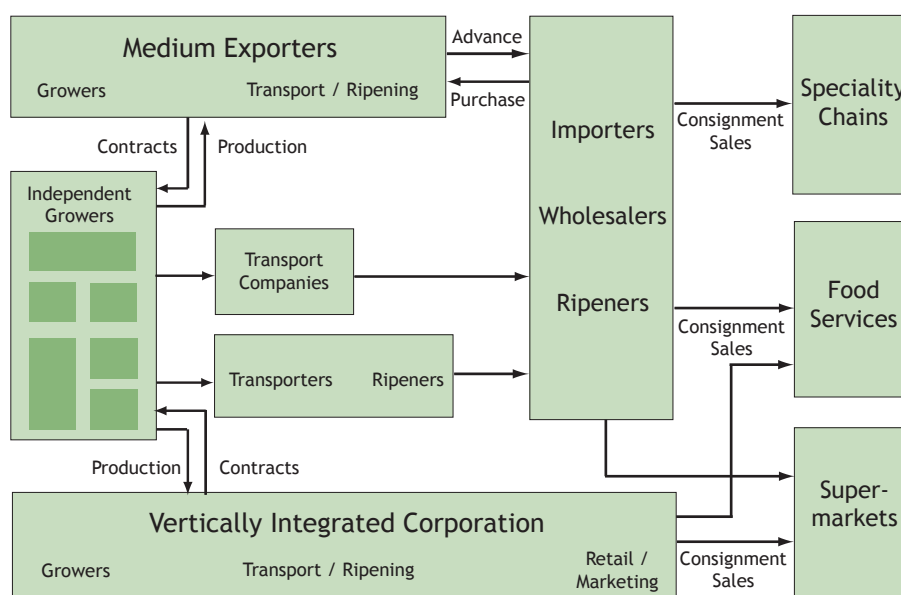 Medium Exporters
Growers
Transport / Ripening
Advance
Purchase
Contracts
Production
Independent
Growers
Transport
Companies
Transporters
Ripeners
Importers
Wholesalers
Ripeners
Consignment
Sales
Speciality
Chains
Consignment
Sales
Food
Services
Production
Contracts
Vertically Integrated Corporation
Growers
Transport / Ripening
Retail /
Marketing
Consignment
Sales
Super-
markets